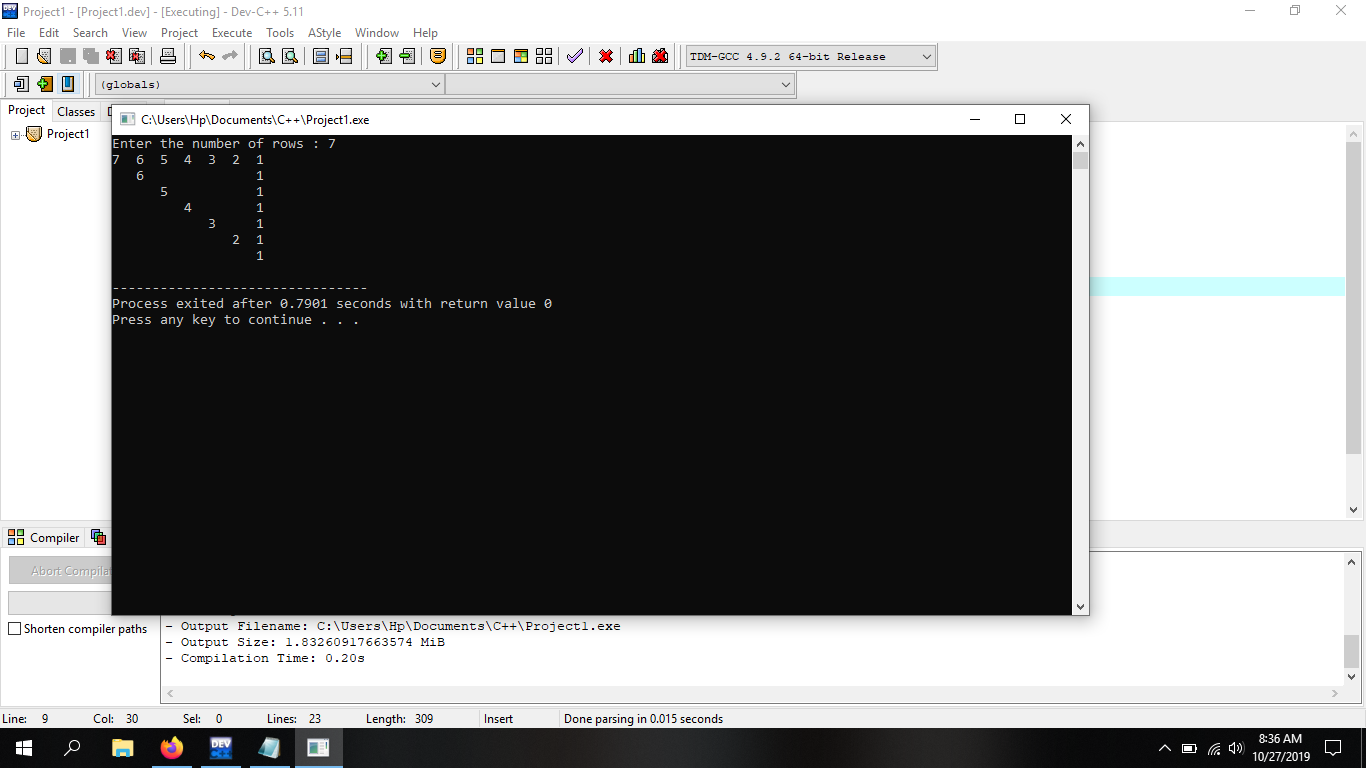 Project1 - [Project1.dev] - [Executing] - Dev-C++ 5.11
File Edit Search View Project Execute Tools AStyle Window Help
TDM-GCC 4.9.2 64-bit Release
(globals)
Project Classes
Project1
C:\Users\Hp\Documents\C++\Project1.exe
Enter the number of rows : 7
7  6  5  4  3  2  1
   6              1
      5           1
         4        1
            3     1
               2  1
                  1
--------------------------------
Process exited after 0.7901 seconds with return value 0
Press any key to continue . . .
Compiler
Abort
Shorten compiler paths
- Output Filename: C:\Users\Hp\Documents\C++\Project1.exe
- Output Size: 1.83260917663574 MiB
- Compilation Time: 0.20s
Line: 9 Col: 30 Sel: 0 Lines: 23 Length: 309 Insert Done parsing in 0.015 seconds
DEV C++
8:36 AM
10/27/2019